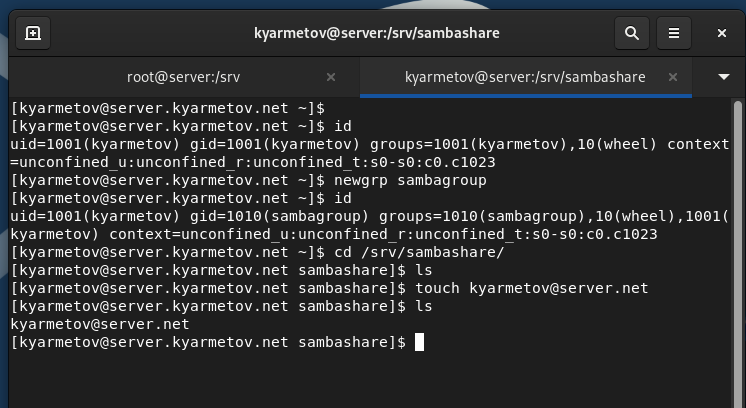 kyarmetov@server:/srv/sambashare
root@server:/srv
kyarmetov@server:/srv/sambashare
[kyarmetov@server.kyarmetov.net ~]$
[kyarmetov@server.kyarmetov.net ~]$ id
uid=1001(kyarmetov) gid=1001(kyarmetov) groups=1001(kyarmetov),10(wheel) context
=unconfined_u:unconfined_r:unconfined_t:s0-s0:c0.c1023
[kyarmetov@server.kyarmetov.net ~]$ newgrp sambagroup
[kyarmetov@server.kyarmetov.net ~]$ id
uid=1001(kyarmetov) gid=1010(sambagroup) groups=1010(sambagroup),10(wheel),1001(
kyarmetov) context=unconfined_u:unconfined_r:unconfined_t:s0-s0:c0.c1023
[kyarmetov@server.kyarmetov.net ~]$ cd /srv/sambashare/
[kyarmetov@server.kyarmetov.net sambashare]$ ls
[kyarmetov@server.kyarmetov.net sambashare]$ touch kyarmetov@server.net
[kyarmetov@server.kyarmetov.net sambashare]$ ls
kyarmetov@server.net
[kyarmetov@server.kyarmetov.net sambashare]$